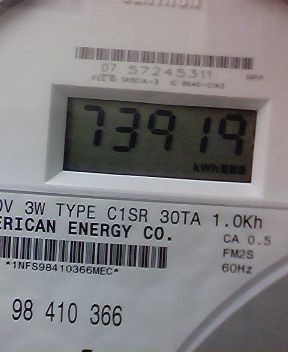 07 57245311
73919
kWh
0V 3W TYPE C1SR 30TA 1.0Kh
ERICAN ENERGY CO.
CA 0.5
FM2S
60Hz
*1NFS98410366MEC*
98 410 366